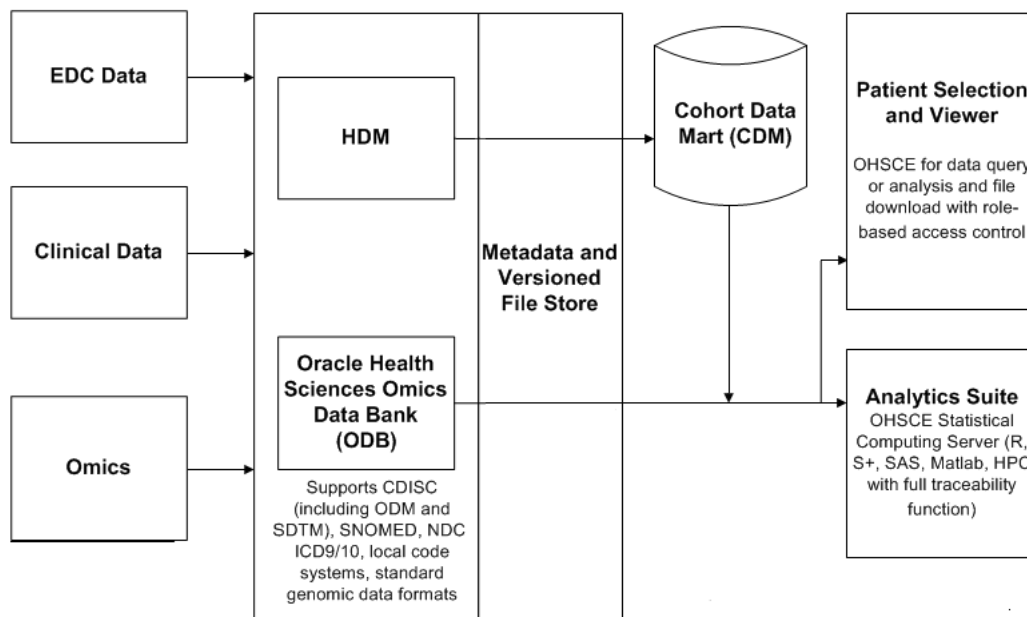 EDC Data
Clinical Data
Omics
HDM
Oracle Health
Sciences Omics
Data Bank
(ODB)
Supports CDISC
(including ODM and
SDTM), SNOMED, NDC
ICD9/10, local code
systems, standard
genomic data formats
Metadata and
Versioned
File Store
Cohort Data
Mart (CDM)
Patient Selection
and Viewer
OHSCE for data query
or analysis and file
download with role-
based access control
Analytics Suite
OHSCE Statistical
Computing Server (R,
S+, SAS, Matlab, HPC
with full traceability
function)